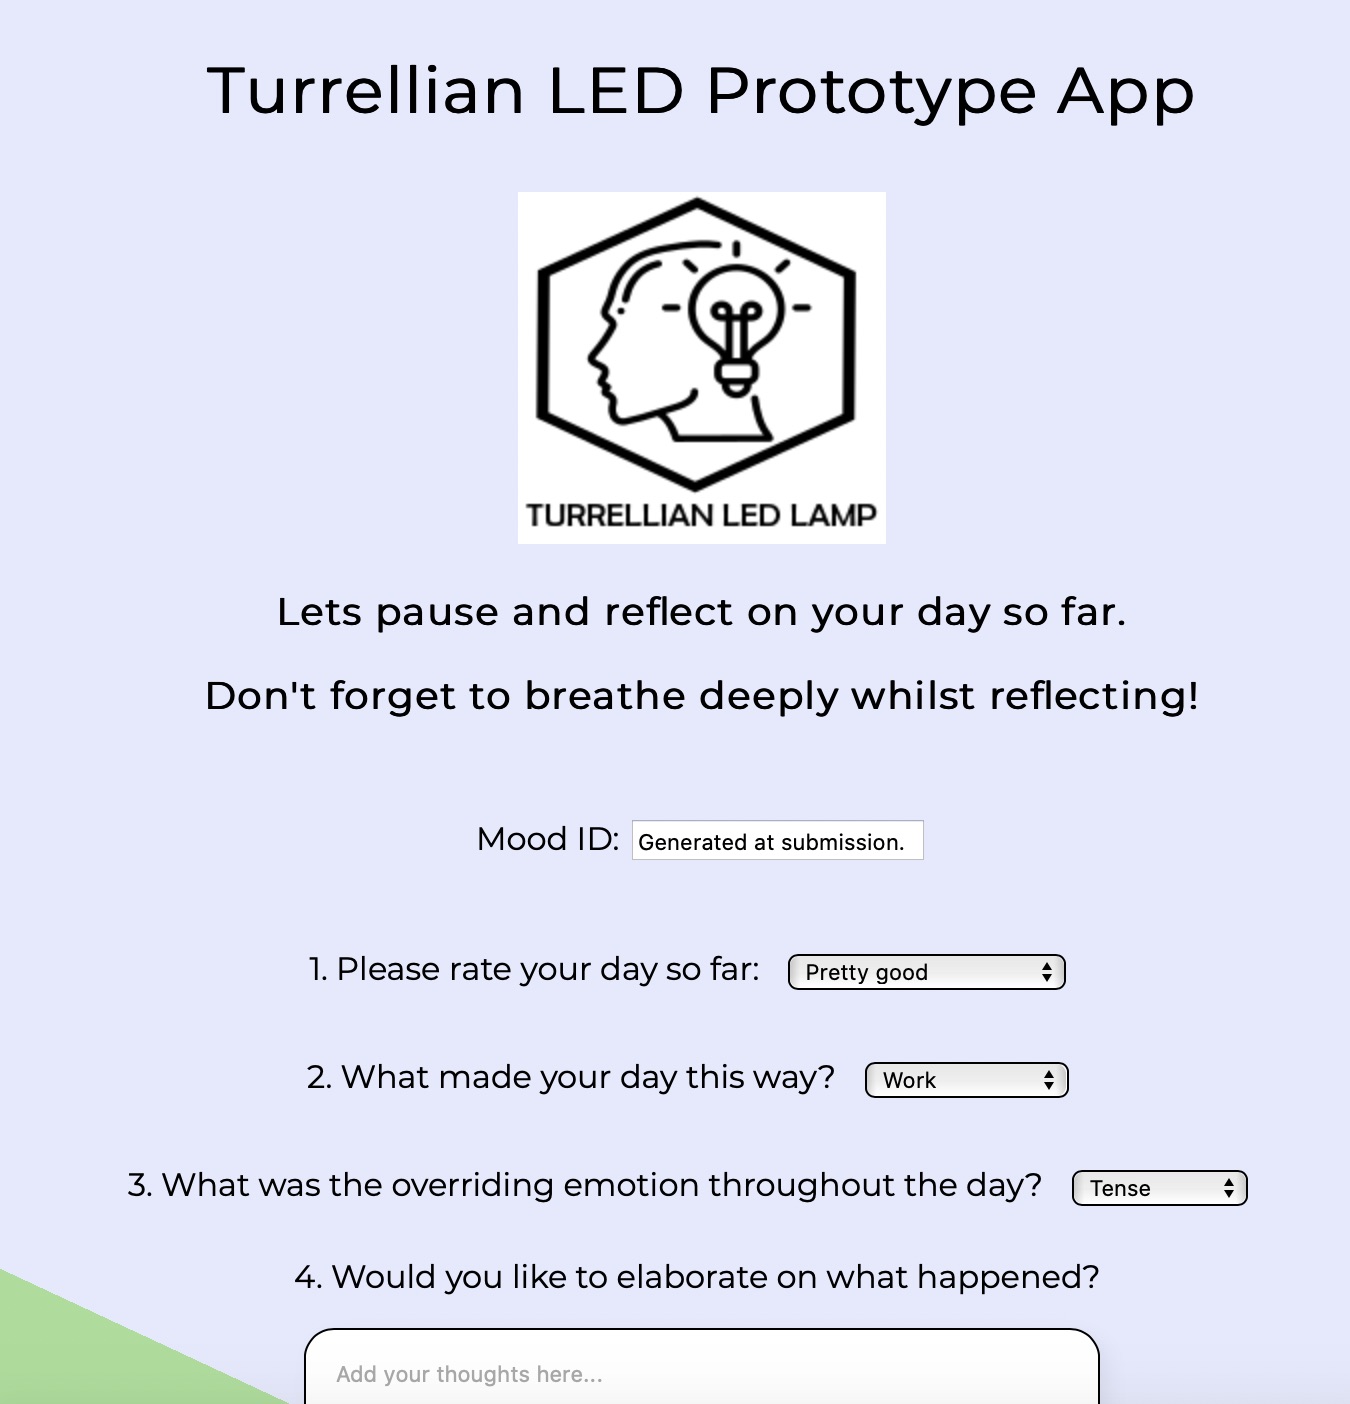 Turrellian LED Prototype App
TURRELLIAN LED LAMP
Lets pause and reflect on your day so far.
Don't forget to breathe deeply whilst reflecting!
Mood ID: Generated at submission.
1. Please rate your day so far: Pretty good
2. What made your day this way? Work
3. What was the overriding emotion throughout the day? Tense
4. Would you like to elaborate on what happened?
Add your thoughts here...